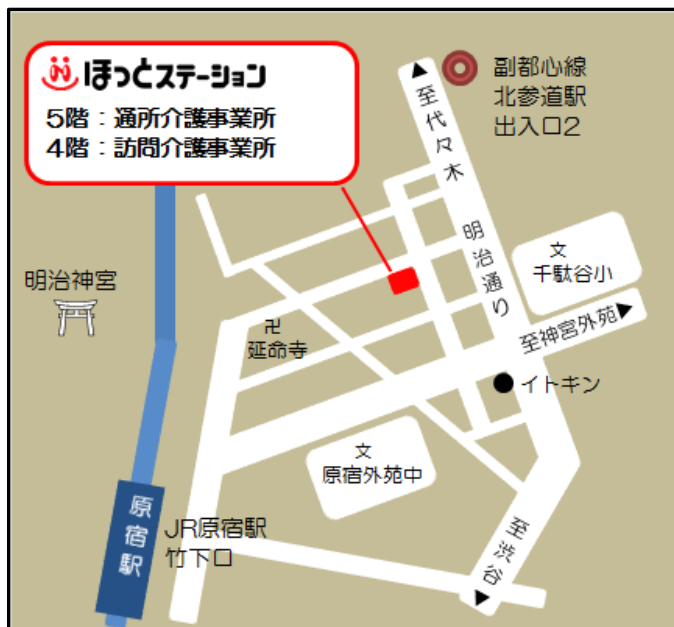 ほっとステーション
5階：通所介護事業所
4階：訪問介護事業所
副都心線
北参道駅
出入口2
▲至代々木
明治通り
文
千駄谷小
至神宮外苑▶
明治神宮
卍
延命寺
イトキン
文
原宿外苑中
原宿駅
JR原宿駅
竹下口
至渋谷▼